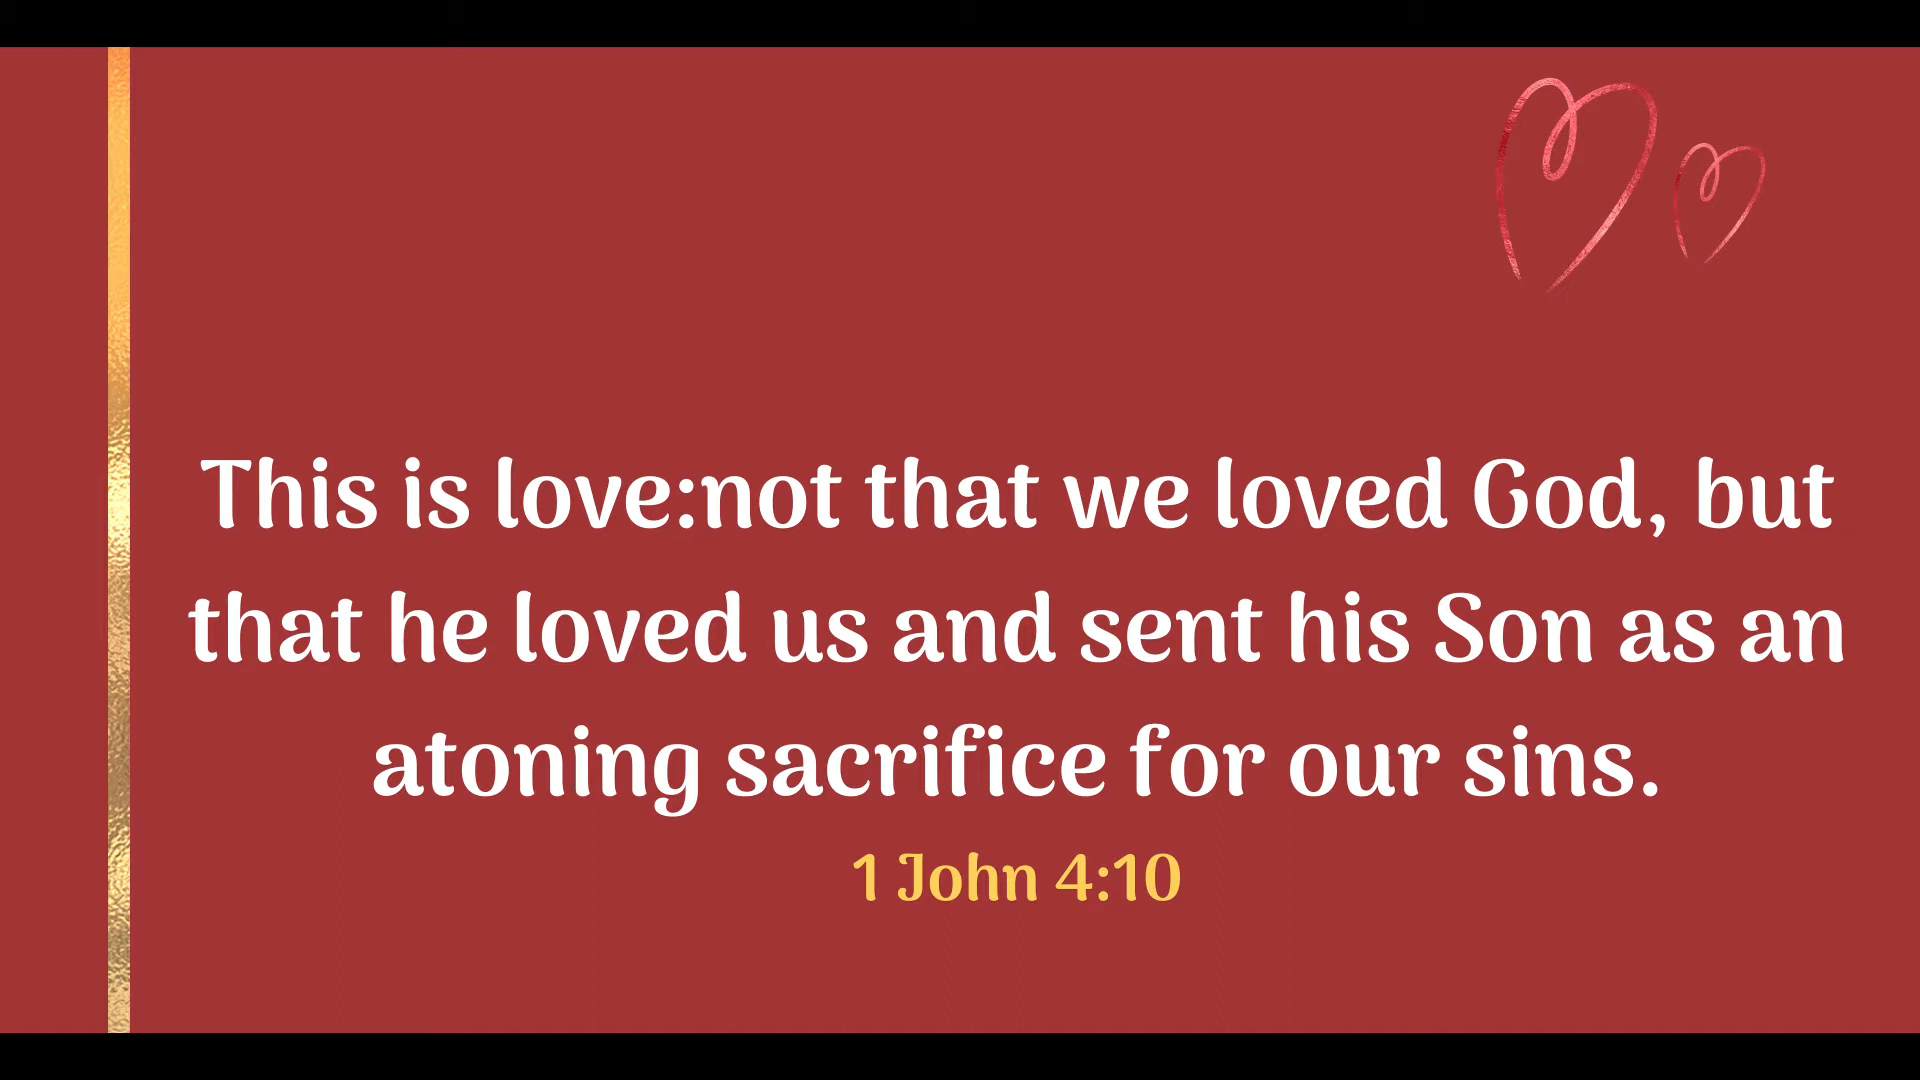 This is love:not that we loved God, but
that he loved us and sent his Son as an
atoning sacrifice for our sins.
1 John 4:10